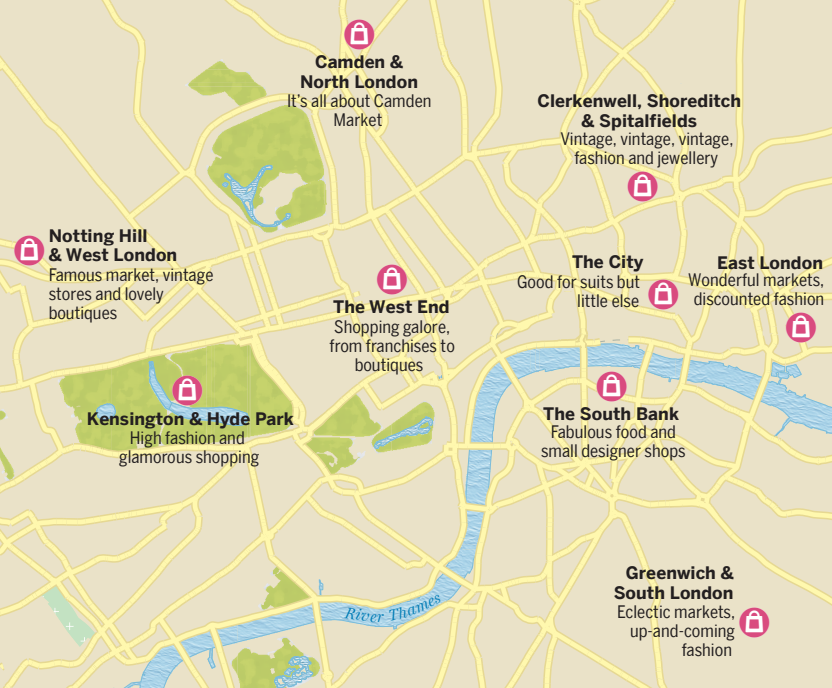 Camden &
North London
It's all about Camden
Market
Clerkenwell, Shoreditch
& Spitalfields
Vintage, vintage, vintage,
fashion and jewellery
Notting Hill
& West London
Famous market, vintage
stores and lovely
boutiques
The West End
Shopping galore,
from franchises to
boutiques
The City
Good for suits but
little else
East London
Wonderful markets,
discounted fashion
Kensington & Hyde Park
High fashion and
glamorous shopping
The South Bank
Fabulous food and
small designer shops
Greenwich &
South London
Eclectic markets,
up-and-coming
fashion
River Thames